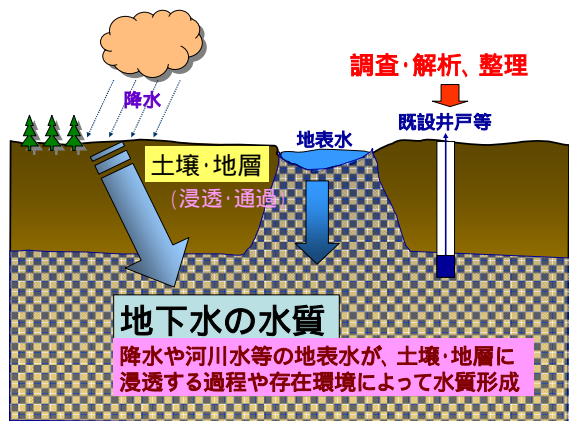 調査・解析、整理
降水
既設井戸等
地表水
土壌・地層
(浸透・通過)
地下水の水質
降水や河川水等の地表水が、土壌・地層に
浸透する過程や存在環境によって水質形成